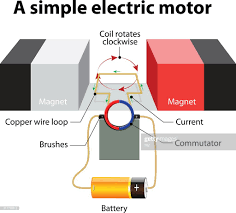 A simple electric motor
Coil rotates
clockwise
Magnet
Magnet
Copper wire loop
Current
Brushes
Commutator
Battery